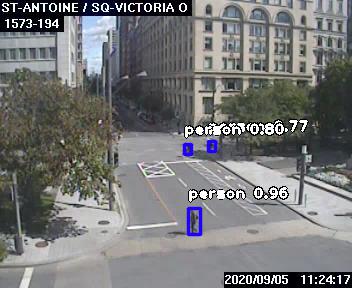 ST-ANTOINE / SQ-VICTORIA O
1573-194
person 0.80
0.77
person 0.96
2020/09/05 11:24:17